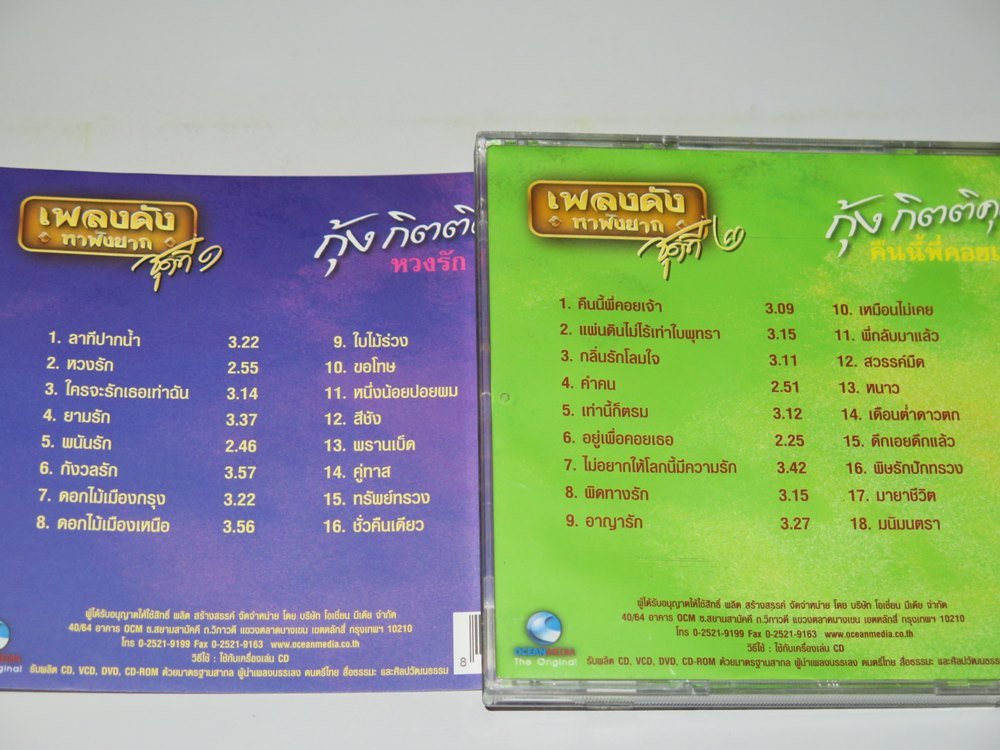 เพลงดัง
หาฟังยาก
ชุดที่ ๑
กุ้ง กิตติ
หวงรัก
1. ลาทีปากน้ำ 3.22
2. หวงรัก 2.55
3. ใครจะรักเธอเท่าฉัน 3.14
4. ยามรัก 3.37
5. พนันรัก 2.46
6. กังวลรัก 3.57
7. ดอกไม้เมืองกรุง 3.22
8. ดอกไม้เมืองเหนือ 3.56
9. ใบไม้ร่วง
10. ขอโทษ
11. หนึ่งน้อยปอยผม
12. สีชัง
13. พรานเบ็ด
14. คู่ทาส
15. ทรัพย์ทรวง
16. ชั่วคืนเดียว
ผู้ได้รับอนุญาตให้ใช้สิทธิ์ ผลิต สร้างสรรค์ จัดจำหน่าย โดย บริษัท โอเชี่ยน มีเดีย จำกัด
40/64 อาคาร OCM ซ.สยามสามัคคี ถ.วิภาวดี แขวงตลาดบางเขน เขตหลักสี่ กรุงเทพฯ 10210
โทร 0-2521-9199 Fax 0-2521-9163 www.oceanmedia.co.th
วิธีใช้ : ใช้กับเครื่องเล่น CD
Original
รับผลิต CD, VCD, DVD, CD-ROM ด้วยมาตรฐานสากล ผู้นำเพลงบรรเลง ดนตรีไทย สื่อธรรมะ และศิลปวัฒนธรรม
8
เพลงดัง
หาฟังยาก
ชุดที่ ๒
กุ้ง กิตติคุ
คืนนี้พี่คอยเ
1. คืนนี้พี่คอยเจ้า 3.09
2. แผ่นดินไม่ไร้เท่าใบพุทรา 3.15
3. กลิ่นรักโลมใจ 3.11
4. คำคน 2.51
5. เท่านี้ก็ตรม 3.12
6. อยู่เพื่อคอยเธอ 2.25
7. ไม่อยากให้โลกนี้มีความรัก 3.42
8. ผิดทางรัก 3.15
9. อาญารัก 3.27
10. เหมือนไม่เคย
11. พี่กลับมาแล้ว
12. สวรรค์มืด
13. หนาว
14. เดือนต่ำดาวตก
15. ดึกเอยดึกแล้ว
16. พิษรักปักทรวง
17. มายาชีวิต
18. มนิมนตรา
ผู้ได้รับอนุญาตให้ใช้สิทธิ์ ผลิต สร้างสรรค์ จัดจำหน่าย โดย บริษัท โอเชี่ยน มีเดีย จำกัด
40/64 อาคาร OCM ซ.สยามสามัคคี ถ.วิภาวดี แขวงตลาดบางเขน เขตหลักสี่ กรุงเทพฯ 10210
โทร 0-2521-9199 Fax 0-2521-9163 www.oceanmedia.co.th
วิธีใช้ : ใช้กับเครื่องเล่น CD
OCEANMEDIA
The Original
รับผลิต CD, VCD, DVD, CD-ROM ด้วยมาตรฐานสากล ผู้นำเพลงบรรเลง ดนตรีไทย สื่อธรรมะ และศิลปวัฒนธรร